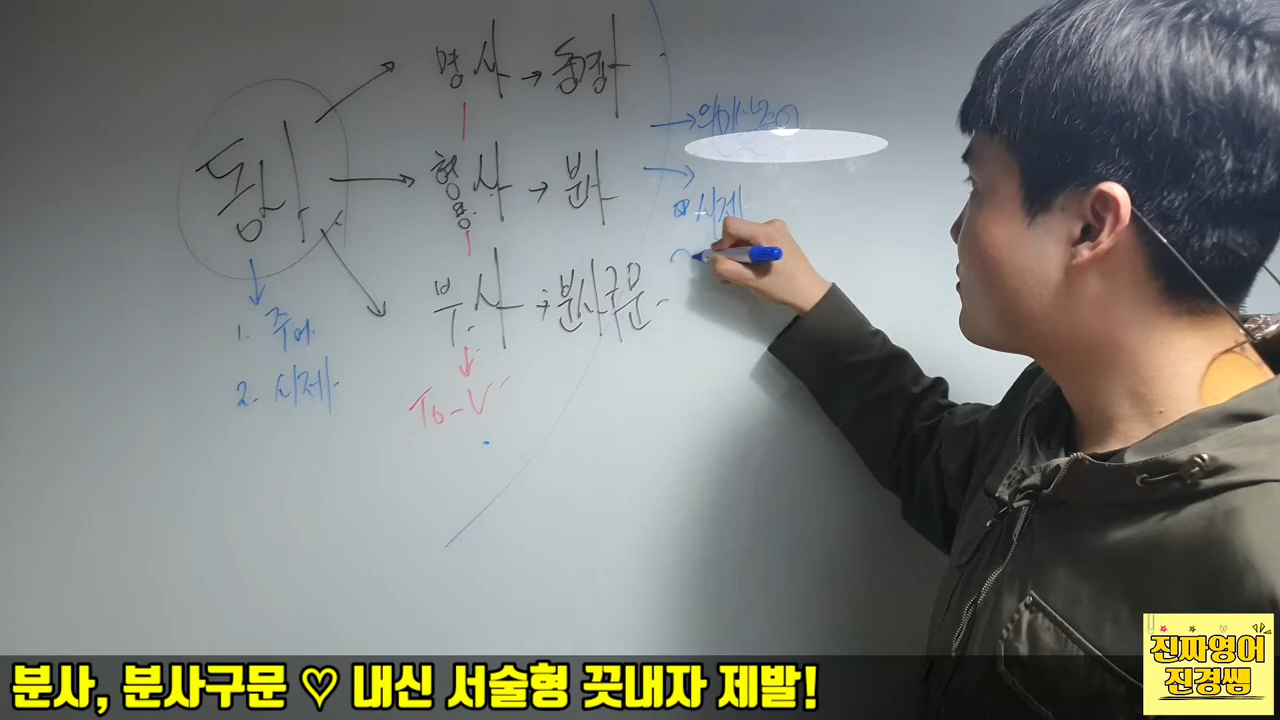 동사
1. 주어
2. 시제
명사 → 동명사
형용사 → 분사
부사 → 분사구문
To-V
→ 의미상 주어
→
시제
분사, 분사구문 ♡ 내신 서술형 끗내자 제발!
진짜영어
진경쌤